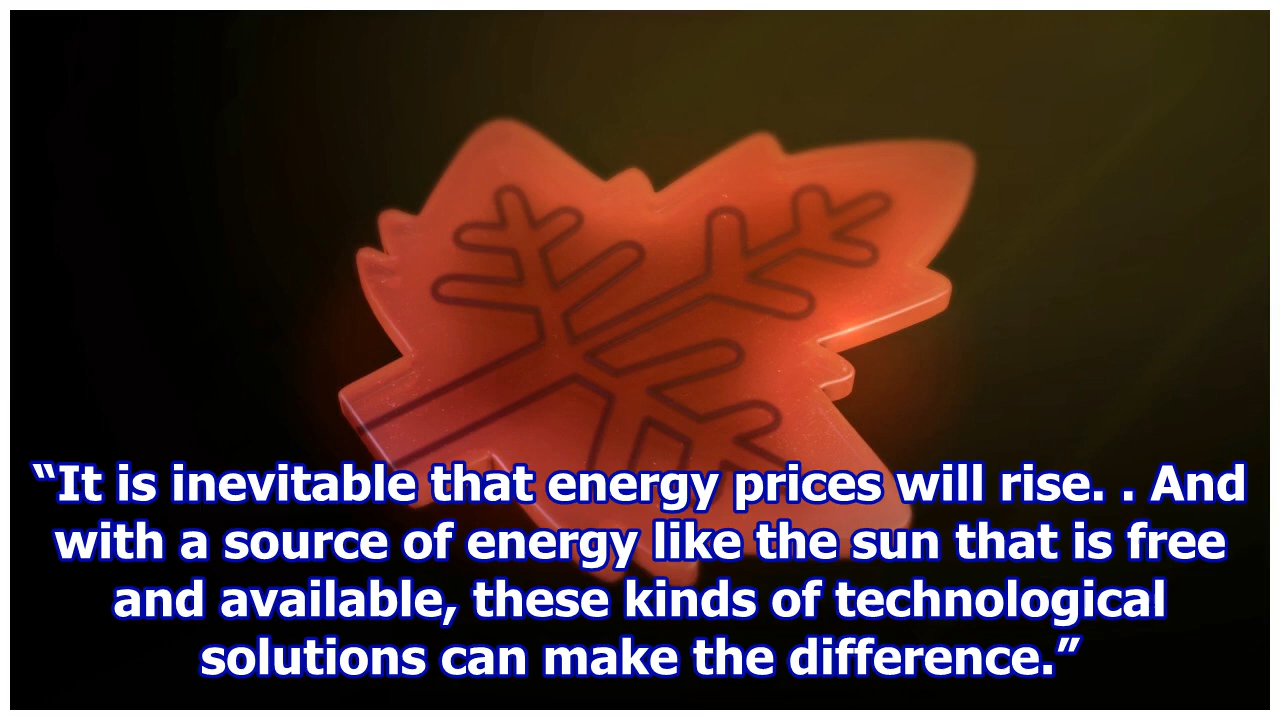 “It is inevitable that energy prices will rise. . And
with a source of energy like the sun that is free
and available, these kinds of technological
solutions can make the difference.”